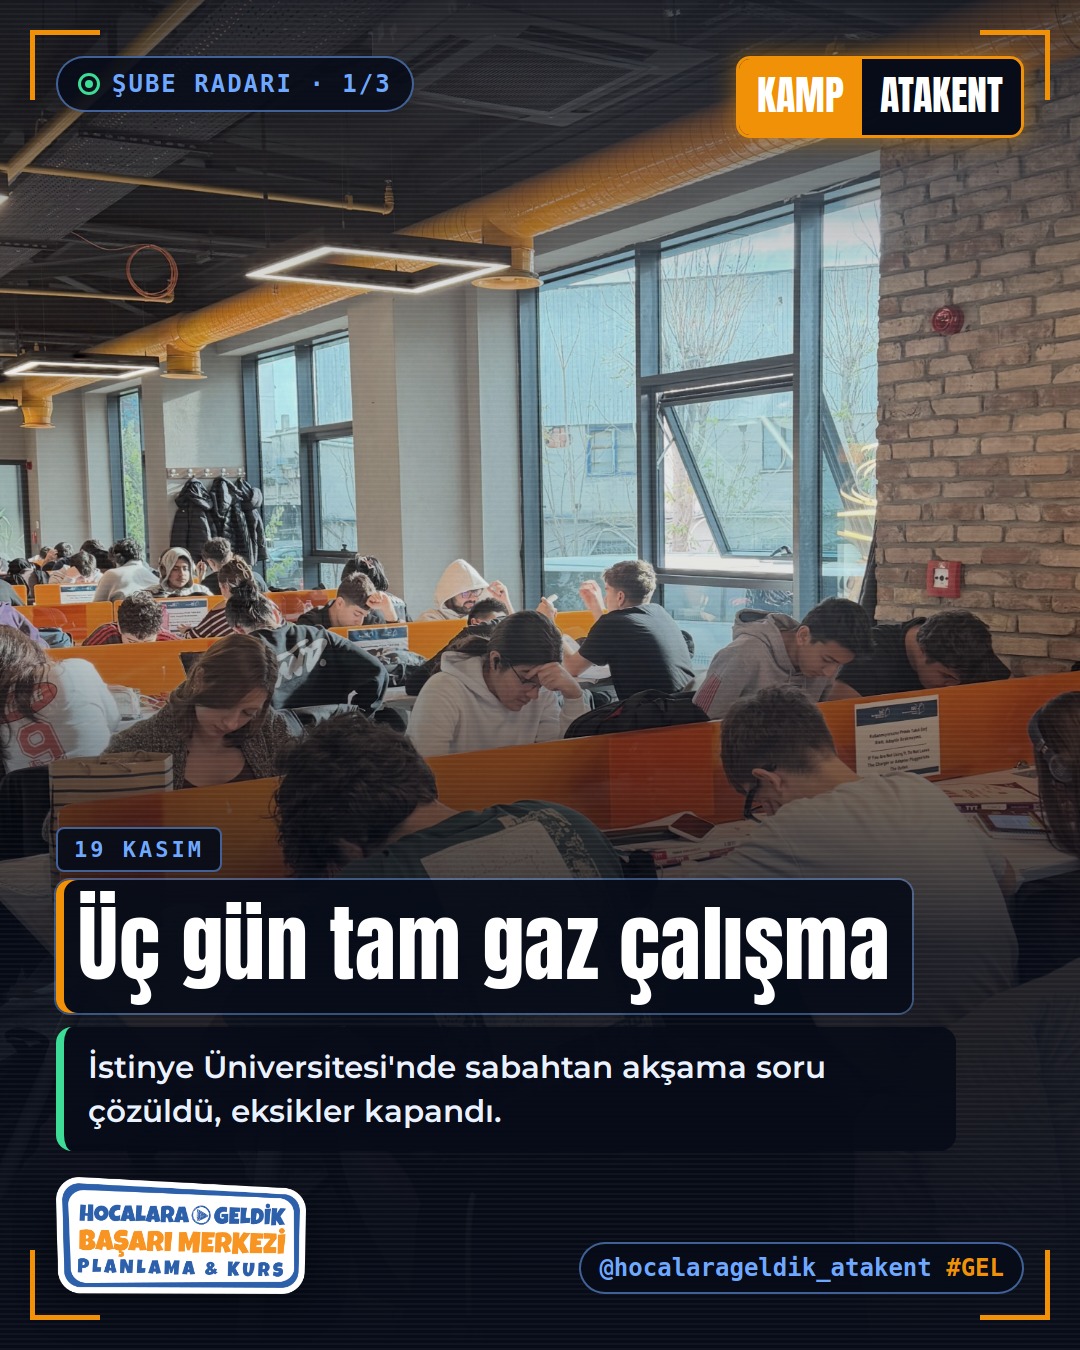 ŞUBE RADARI · 1/3
KAMP ATAKENT
19 KASIM
Üç gün tam gaz çalışma
İstinye Üniversitesi'nde sabahtan akşama soru
çözüldü, eksikler kapandı.
HOCALARA GELDİK
BAŞARI MERKEZİ
PLANLAMA & KURS
@hocalarageldik_atakent #GEL